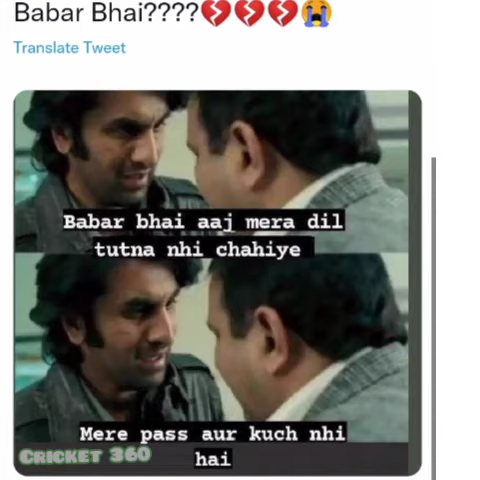 Babar Bhai????💔💔💔😭
Translate Tweet
Babar bhai aaj mera dil
tutna nhi chahiye
Mere pass aur kuch nhi
hai
CRICKET 360